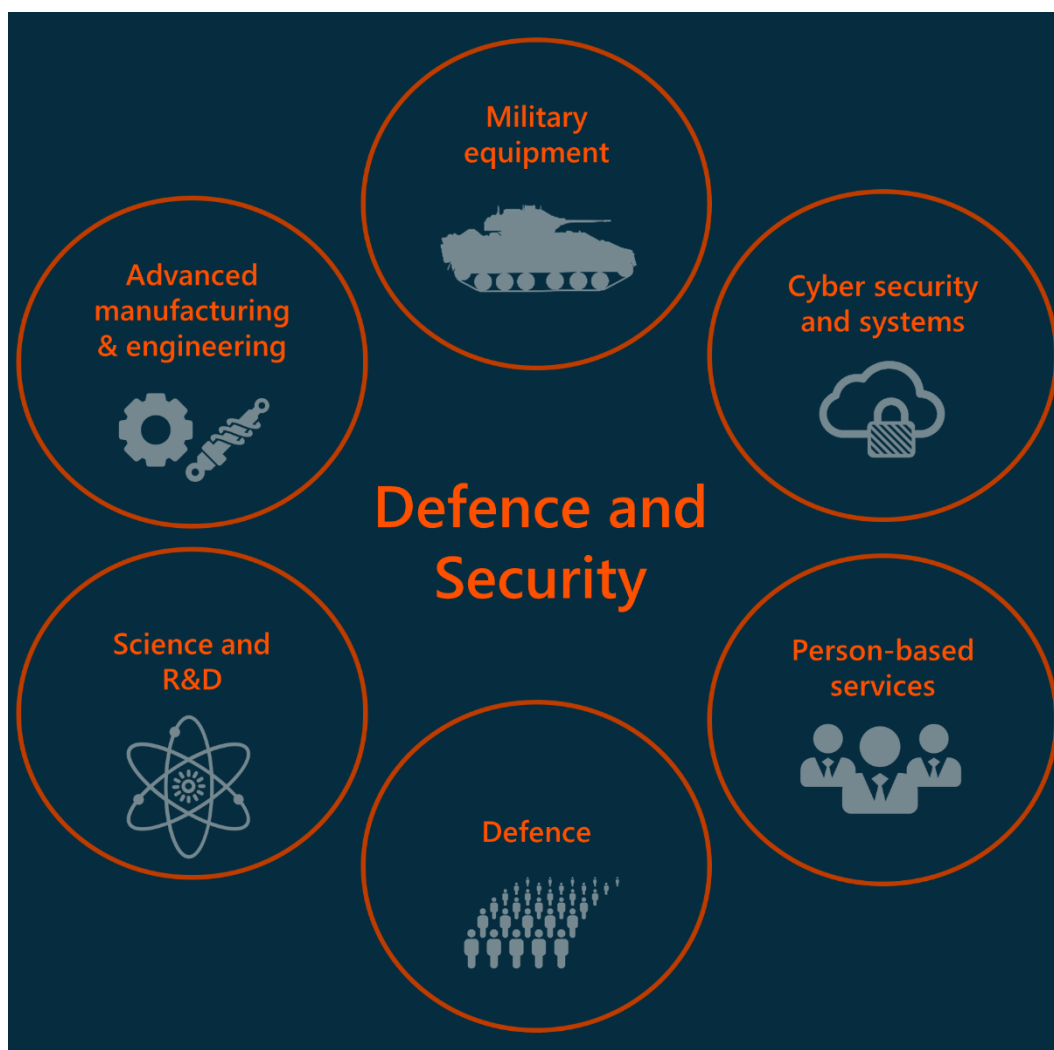 Military
equipment
Advanced
manufacturing
& engineering
Cyber security
and systems
Defence and
Security
Science and
R&D
Person-based
services
Defence